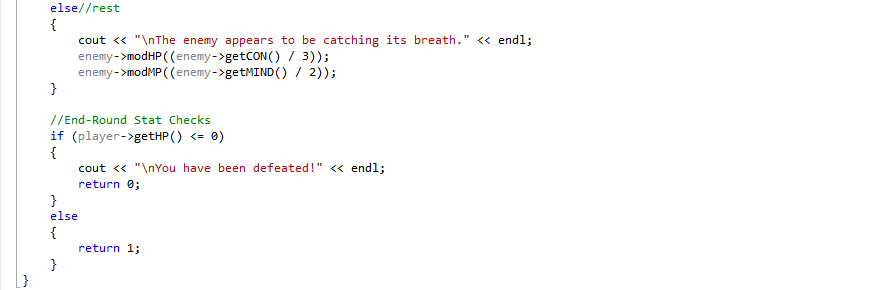 else//rest
{
cout << "\nThe enemy appears to be catching its breath." << endl;
enemy->modHP((enemy->getCON() / 3));
enemy->modMP((enemy->getMIND() / 2));
}
//End-Round Stat Checks
if (player->getHP() <= 0)
{
cout << "\nYou have been defeated!" << endl;
return 0;
}
else
{
return 1;
}
}